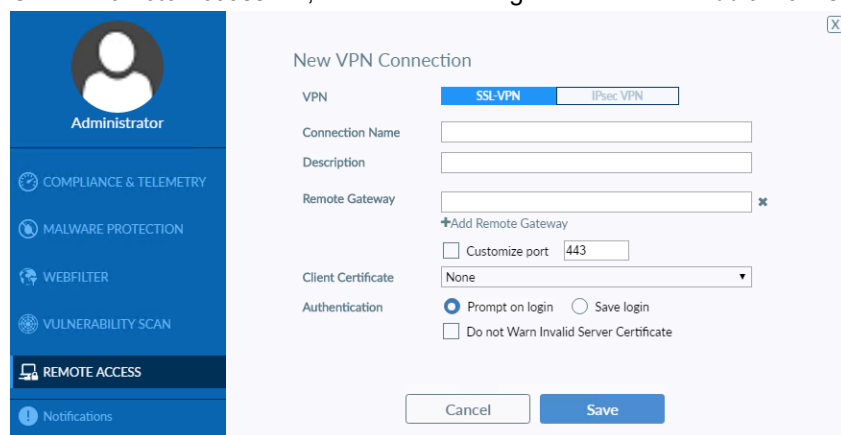 X
New VPN Connection
VPN SSL-VPN IPsec VPN
Administrator
Connection Name
Description
COMPLIANCE & TELEMETRY
Remote Gateway
+Add Remote Gateway
MALWARE PROTECTION
Customize port 443
WEBFILTER
Client Certificate None
Authentication Prompt on login Save login
VULNERABILITY SCAN
Do not Warn Invalid Server Certificate
REMOTE ACCESS
Cancel Save
Notifications